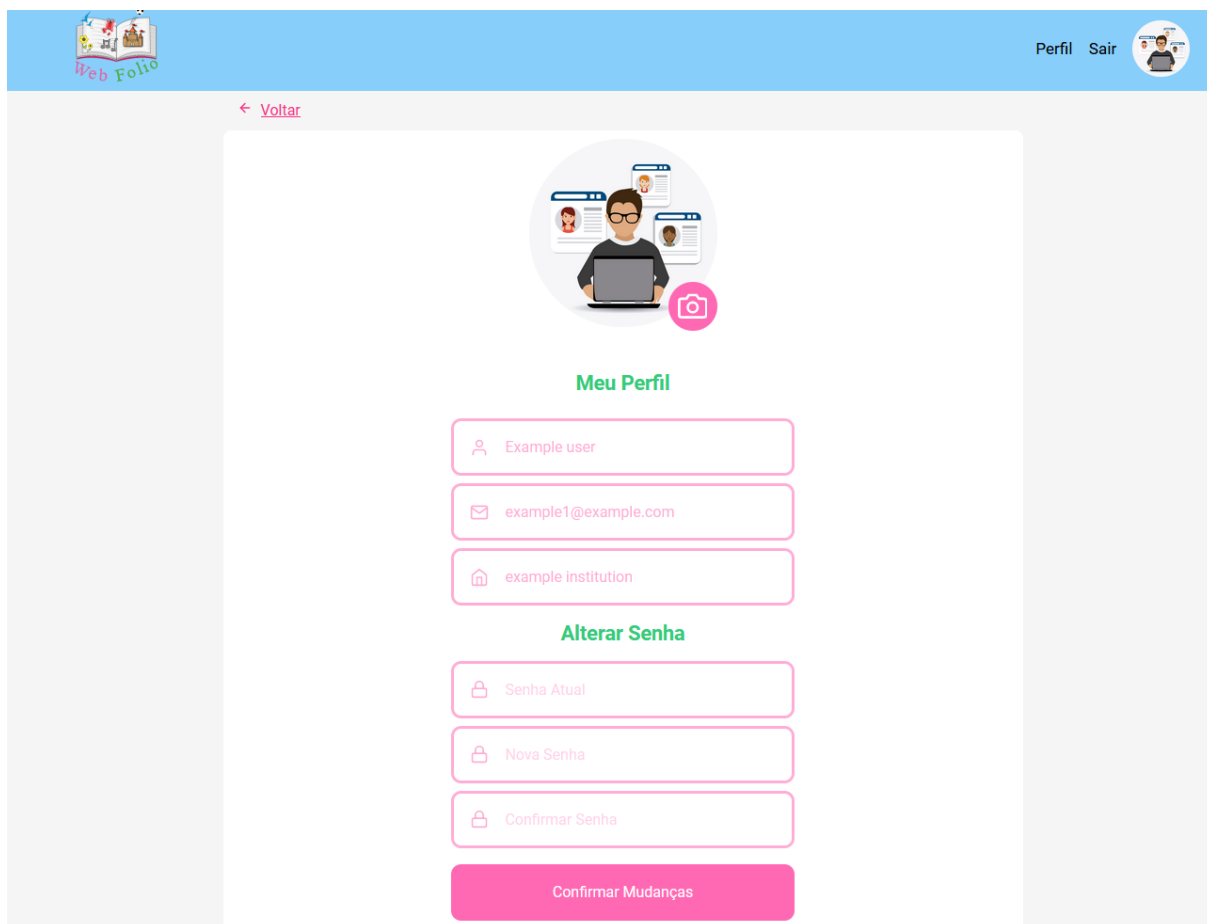 Web Folio
Perfil Sair
Voltar
Meu Perfil
Example user
example1@example.com
example institution
Alterar Senha
Senha Atual
Nova Senha
Confirmar Senha
Confirmar Mudanças